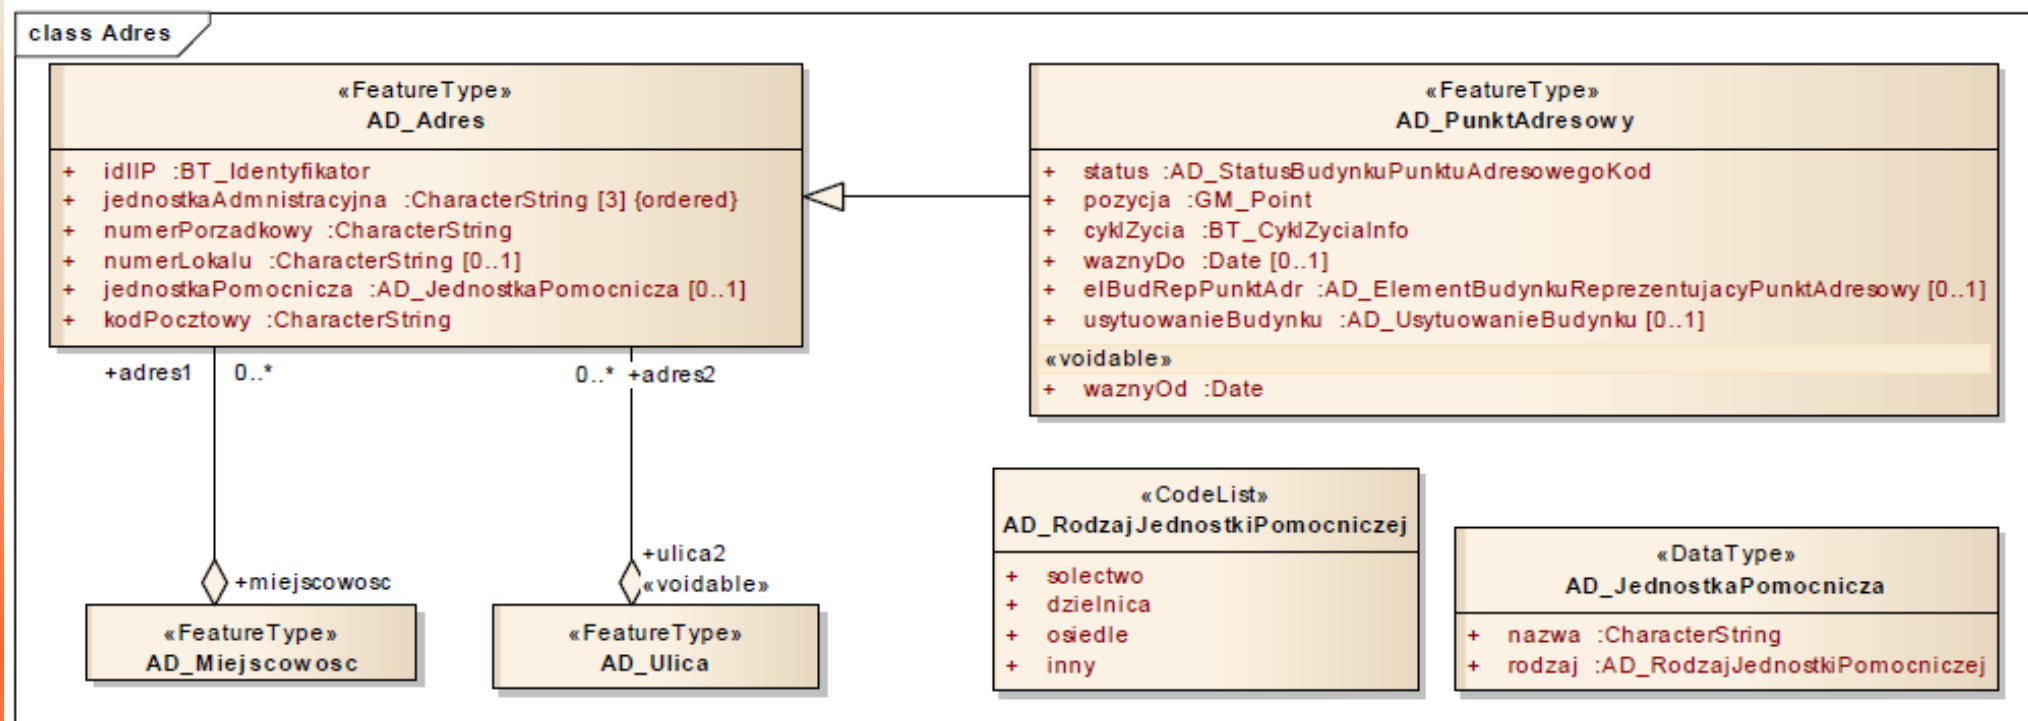 class Adres
«FeatureType»
AD_Adres
+ idIIP :BT_Identyfikator
+ jednostkaAdmnistracyjna :CharacterString [3] {ordered}
+ numerPorzadkowy :CharacterString
+ numerLokalu :CharacterString [0..1]
+ jednostkaPomocnicza :AD_JednostkaPomocnicza [0..1]
+ kodPocztowy :CharacterString
«FeatureType»
AD_PunktAdresowy
+ status :AD_StatusBudynkuPunktuAdresowegoKod
+ pozycja :GM_Point
+ cyklZycia :BT_CyklZyciaInfo
+ waznyDo :Date [0..1]
+ elBudRepPunktAdr :AD_ElementBudynkuReprezentujacyPunktAdresowy [0..1]
+ usytuowanieBudynku :AD_UsytuowanieBudynku [0..1]
«voidable»
+ waznyOd :Date
+adres1 0..*
0..* +adres2
+miejscowosc
+ulica2
«voidable»
«FeatureType»
AD_Miejscowosc
«FeatureType»
AD_Ulica
«CodeList»
AD_RodzajJednostkiPomocniczej
+ solectwo
+ dzielnica
+ osiedle
+ inny
«DataType»
AD_JednostkaPomocnicza
+ nazwa :CharacterString
+ rodzaj :AD_RodzajJednostkiPomocniczej